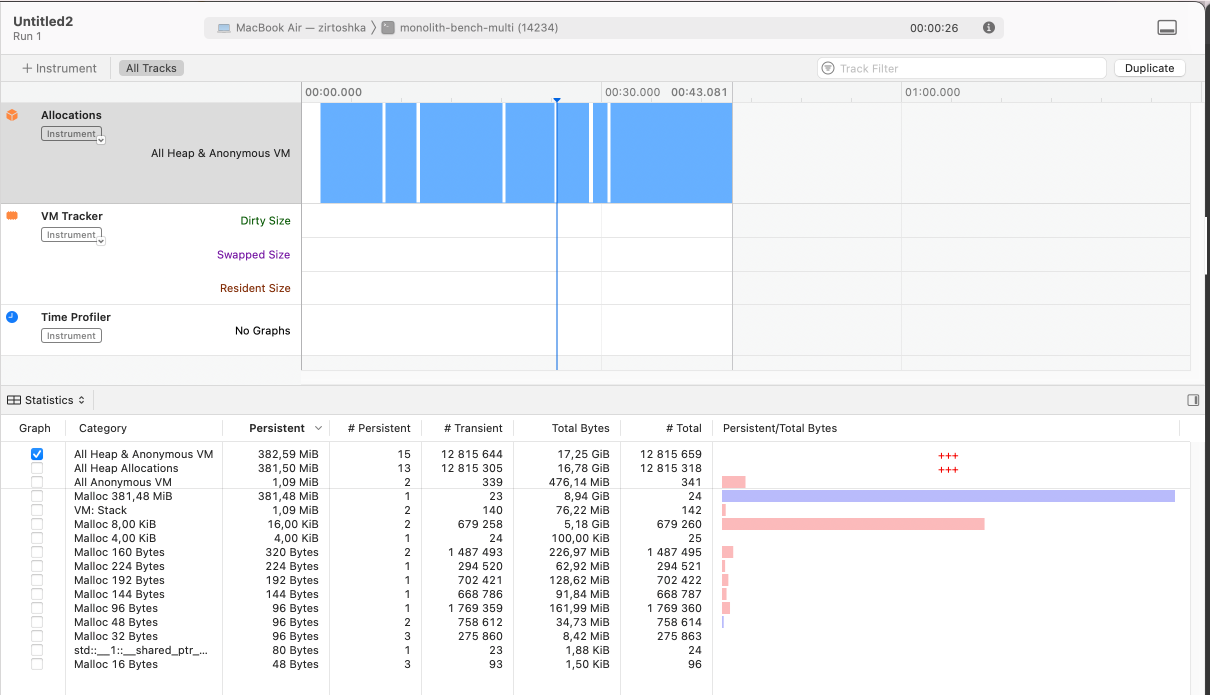 Untitled2
Run 1
MacBook Air — zirtoshka 〉 monolith-bench-multi (14234) 00:00:26
+ Instrument All Tracks Track Filter Duplicate
00:00.000 00:30.000 00:43.081 01:00.000
Allocations
Instrument
All Heap & Anonymous VM
VM Tracker
Instrument
Dirty Size
Swapped Size
Resident Size
Time Profiler
Instrument
No Graphs
Statistics
Graph Category Persistent # Persistent # Transient Total Bytes # Total Persistent/Total Bytes
All Heap & Anonymous VM 382,59 MiB 15 12 815 644 17,25 GiB 12 815 659 +++
All Heap Allocations 381,50 MiB 13 12 815 305 16,78 GiB 12 815 318 +++
All Anonymous VM 1,09 MiB 2 339 476,14 MiB 341
Malloc 381,48 MiB 381,48 MiB 1 23 8,94 GiB 24
VM: Stack 1,09 MiB 2 140 76,22 MiB 142
Malloc 8,00 KiB 16,00 KiB 2 679 258 5,18 GiB 679 260
Malloc 4,00 KiB 4,00 KiB 1 24 100,00 KiB 25
Malloc 160 Bytes 320 Bytes 2 1 487 493 226,97 MiB 1 487 495
Malloc 224 Bytes 224 Bytes 1 294 520 62,92 MiB 294 521
Malloc 192 Bytes 192 Bytes 1 702 421 128,62 MiB 702 422
Malloc 144 Bytes 144 Bytes 1 668 786 91,84 MiB 668 787
Malloc 96 Bytes 96 Bytes 1 1 769 359 161,99 MiB 1 769 360
Malloc 48 Bytes 96 Bytes 2 758 612 34,73 MiB 758 614
Malloc 32 Bytes 96 Bytes 3 275 860 8,42 MiB 275 863
std::__1::__shared_ptr_... 80 Bytes 1 23 1,88 KiB 24
Malloc 16 Bytes 48 Bytes 3 93 1,50 KiB 96